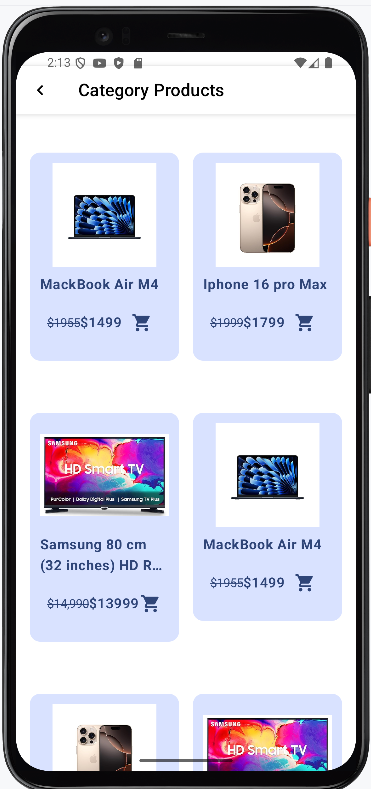 2:13
Category Products
MackBook Air M4
$1955$1499
Iphone 16 pro Max
$1999$1799
SAMSUNG
HD Smart TV
PurColor | Dolby Digital Plus | Samsung TV Plus
Samsung 80 cm
(32 inches) HD R...
$14,990$13999
MackBook Air M4
$1955$1499
SAMSUNG
HD Smart TV